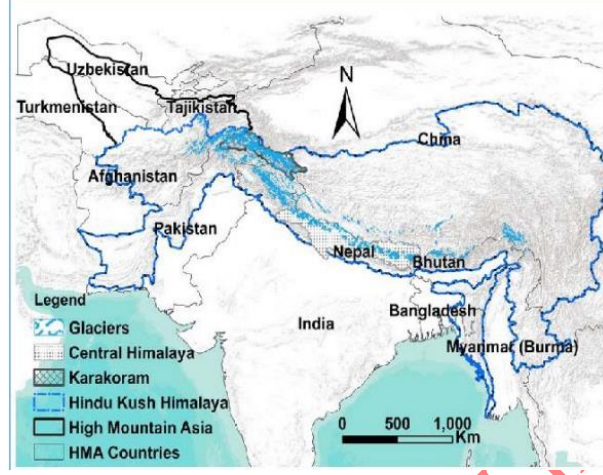 Uzbekistan
N
Turkmenistan
Tajikistan
China
Afghanistan
Pakistan
Nepal
Bhutan
Legend
Bangladesh
Glaciers
India
Central Himalaya
Myanmar (Burma)
Karakoram
Hindu Kush Himalaya
0 500 1,000
High Mountain Asia
Km
HMA Countries